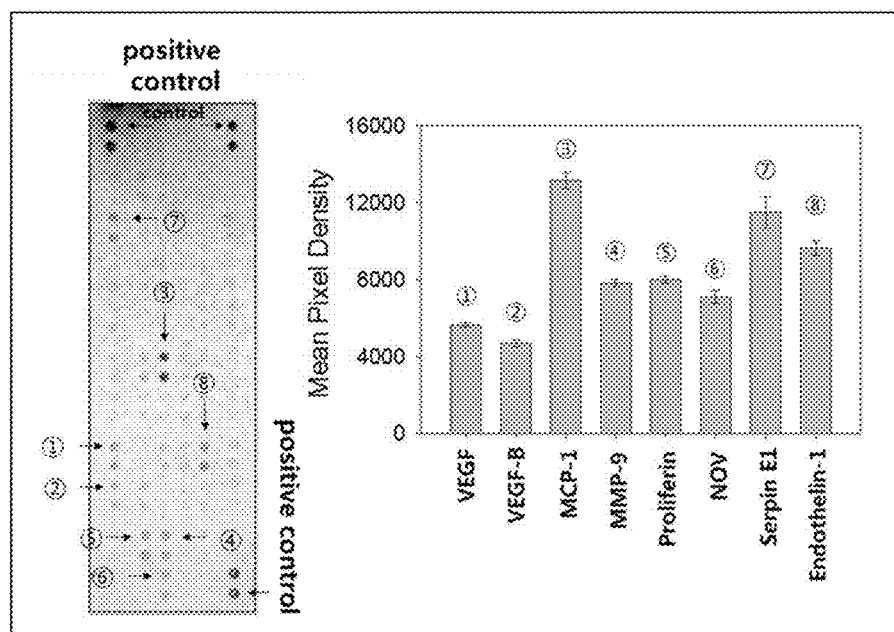 positive
control
control
⑦
③
⑧
①
②
⑤
④
⑥
positive control
Mean Pixel Density
16000
12000
8000
4000
0
①
②
③
④
⑤
⑥
⑦
⑧
VEGF
VEGF-B
MCP-1
MMP-9
Proliferin
NOV
Serpin E1
Endothelin-1